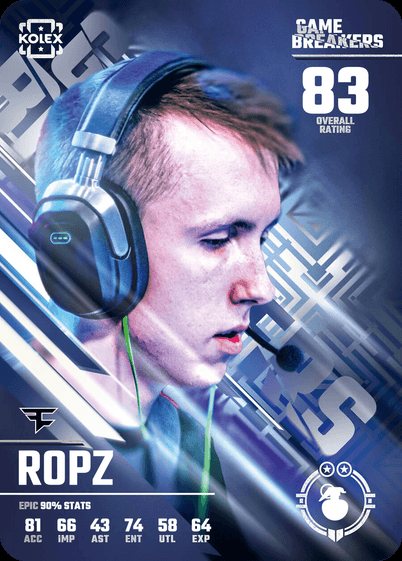 KOLEX
GAME
BREAKERS
83
OVERALL
RATING
BIG
ROPZ
EPIC 90% STATS
81 66 43 74 58 64
ACC IMP AST ENT UTL EXP